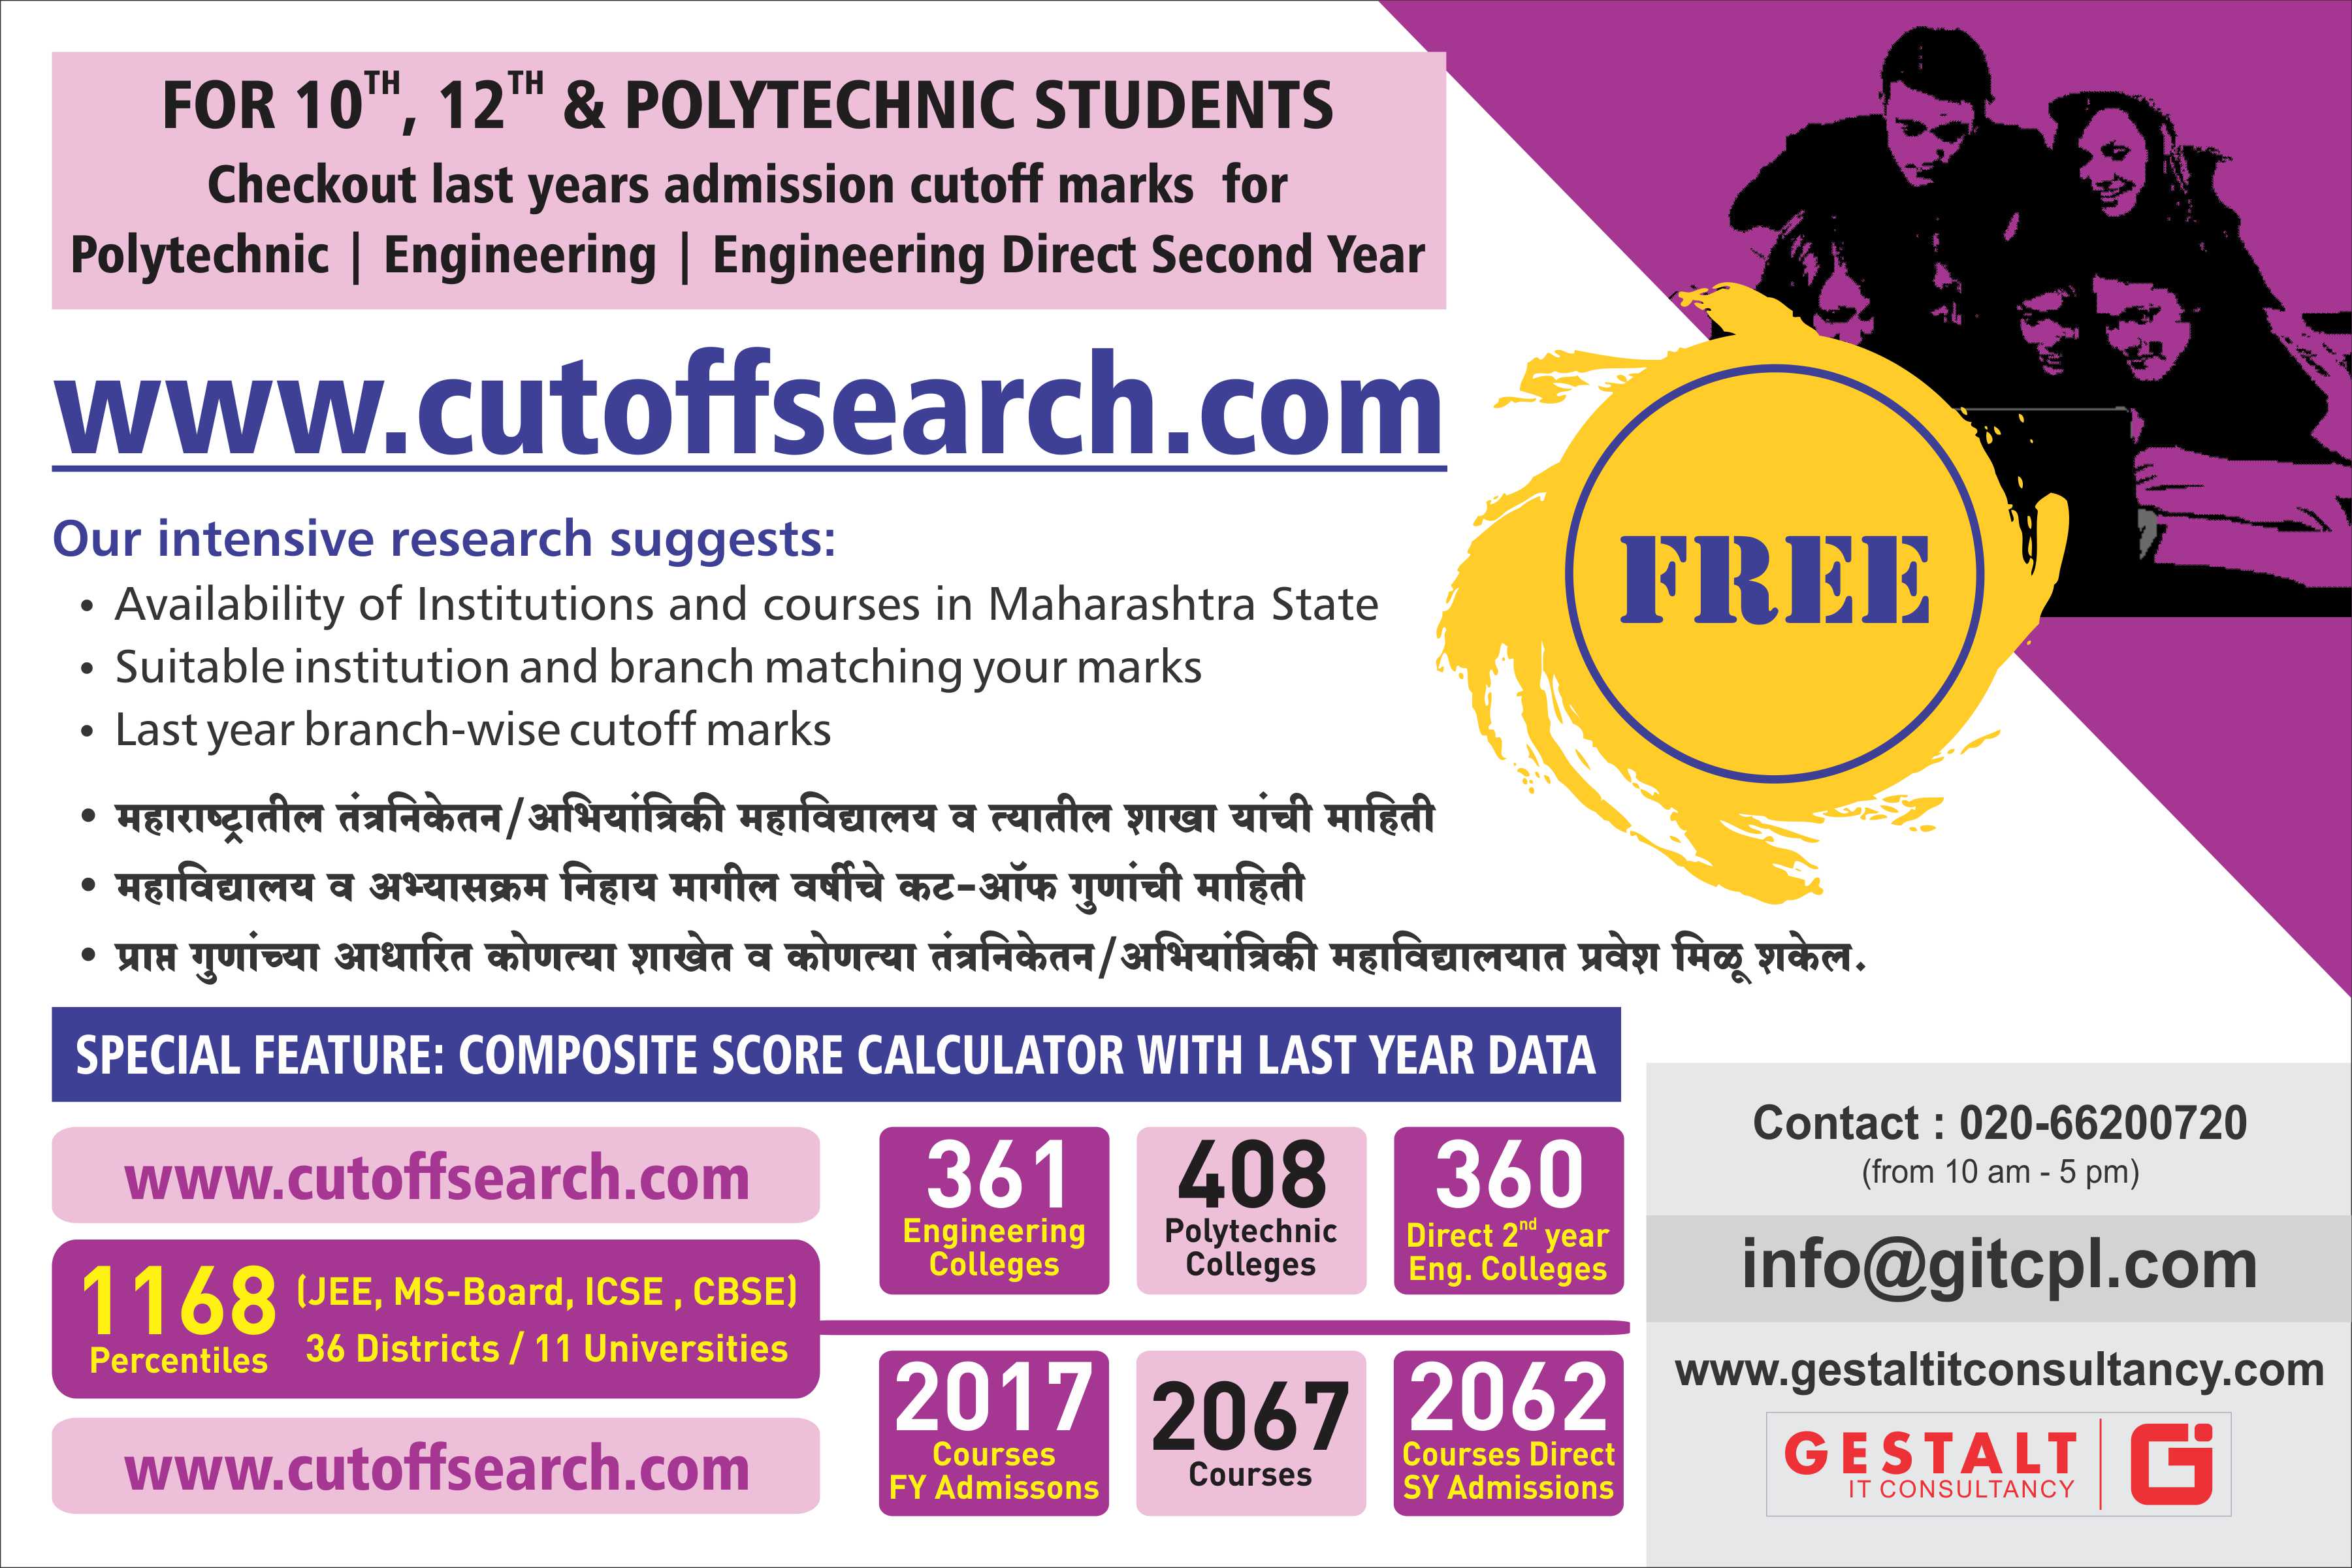 FOR 10TH, 12TH & POLYTECHNIC STUDENTS
Checkout last years admission cutoff marks for
Polytechnic | Engineering | Engineering Direct Second Year
www.cutoffsearch.com
FREE
Our intensive research suggests:
• Availability of Institutions and courses in Maharashtra State
• Suitable institution and branch matching your marks
• Last year branch-wise cutoff marks
• महाराष्ट्रातील तंत्रनिकेतन/अभियांत्रिकी महाविद्यालय व त्यातील शाखा यांची माहिती
• महाविद्यालय व अभ्यासक्रम निहाय मागील वर्षीचे कट-ऑफ गुणांची माहिती
• प्राप्त गुणांच्या आधारित कोणत्या शाखेत व कोणत्या तंत्रनिकेतन/अभियांत्रिकी महाविद्यालयात प्रवेश मिळू शकेल.
SPECIAL FEATURE: COMPOSITE SCORE CALCULATOR WITH LAST YEAR DATA
www.cutoffsearch.com
1168
Percentiles
(JEE, MS-Board, ICSE , CBSE)
36 Districts / 11 Universities
www.cutoffsearch.com
361
Engineering
Colleges
408
Polytechnic
Colleges
360
Direct 2nd year
Eng. Colleges
2017
Courses
FY Admissons
2067
Courses
2062
Courses Direct
SY Admissions
Contact : 020-66200720
(from 10 am - 5 pm)
info@gitcpl.com
www.gestaltitconsultancy.com
GESTALT
IT CONSULTANCY
G